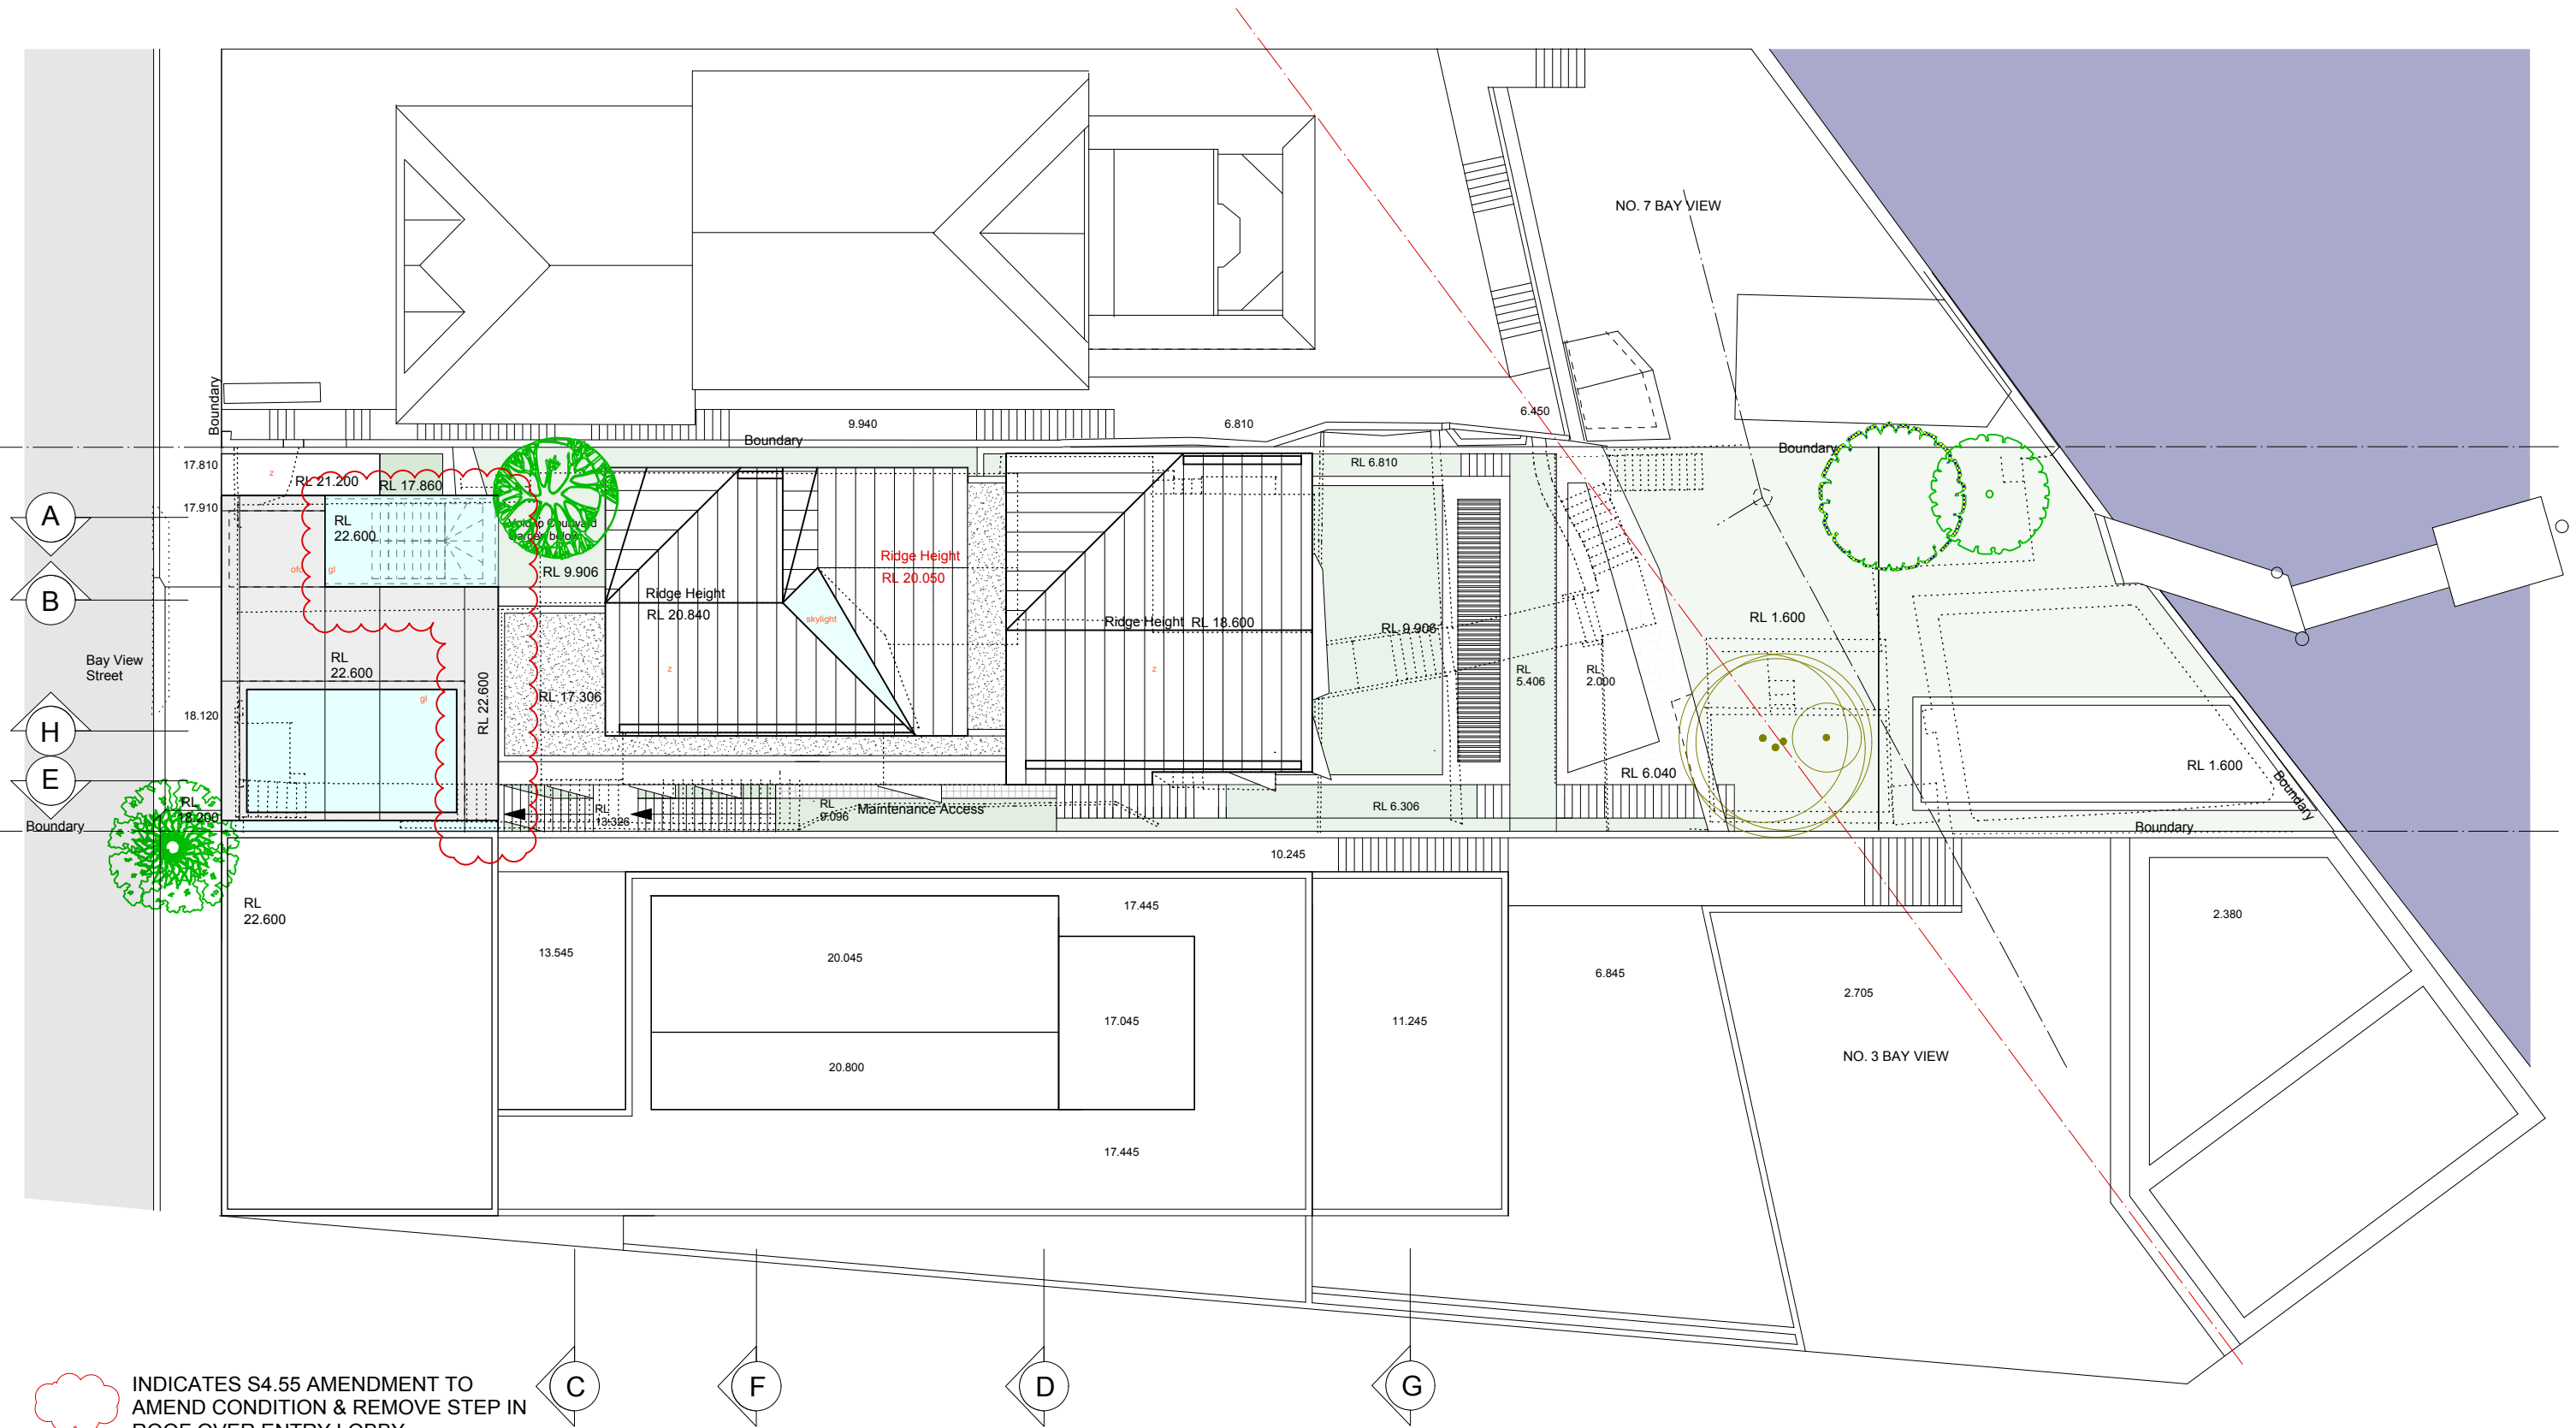 NO. 7 BAY VIEW
Boundary
9.940
6.810
6.450
Boundary
Boundary
17.810
z
RL 21.200
RL 17.860
RL 6.810
17.910
A
RL
22.600
Ridge Height
RL 20.050
ofc
gl
RL 9.906
B
Ridge Height
RL 20.840
skylight
Ridge Height RL 18.600
RL 9.906
RL 1.600
Bay View
Street
RL
22.600
z
z
RL
5.406
RL
2.000
RL 17.306
RL 22.600
gl
18.120
H
E
RL 6.040
RL 1.600
Boundary
RL
18.200
Boundary
RL
13.326
RL
9.096
Maintenance Access
RL 6.306
Boundary
10.245
RL
22.600
17.445
2.380
13.545
20.045
6.845
2.705
17.045
11.245
NO. 3 BAY VIEW
20.800
17.445
INDICATES S4.55 AMENDMENT TO
AMEND CONDITION & REMOVE STEP IN
ROOF OVER ENTRY LOBBY
C
F
D
G